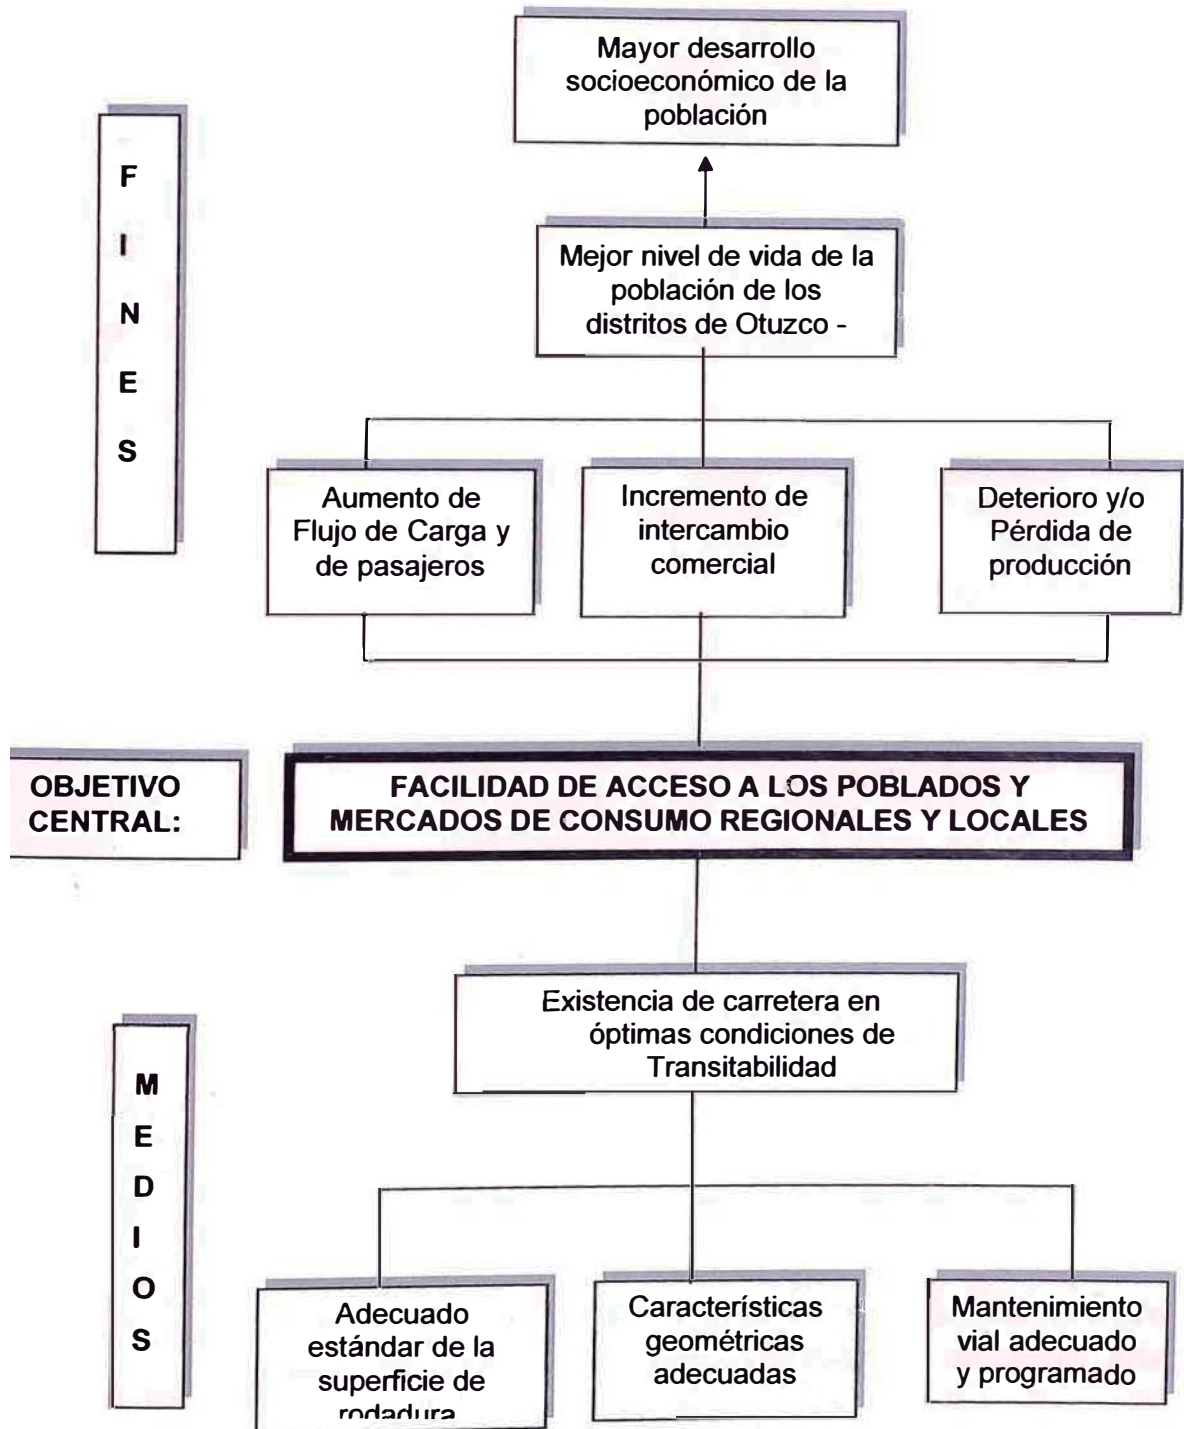 Mayor desarrollo
socioeconómico de la
población
F
I
N
E
S
Mejor nivel de vida de la
población de los
distritos de Otuzco -
Aumento de
Flujo de Carga y
de pasajeros
Incremento de
intercambio
comercial
Deterioro y/o
Pérdida de
producción
OBJETIVO
CENTRAL:
FACILIDAD DE ACCESO A LOS POBLADOS Y
MERCADOS DE CONSUMO REGIONALES Y LOCALES
Existencia de carretera en
óptimas condiciones de
Transitabilidad
M
E
D
I
O
S
Adecuado
estándar de la
superficie de
rodadura
Características
geométricas
adecuadas
Mantenimiento
vial adecuado
y programado